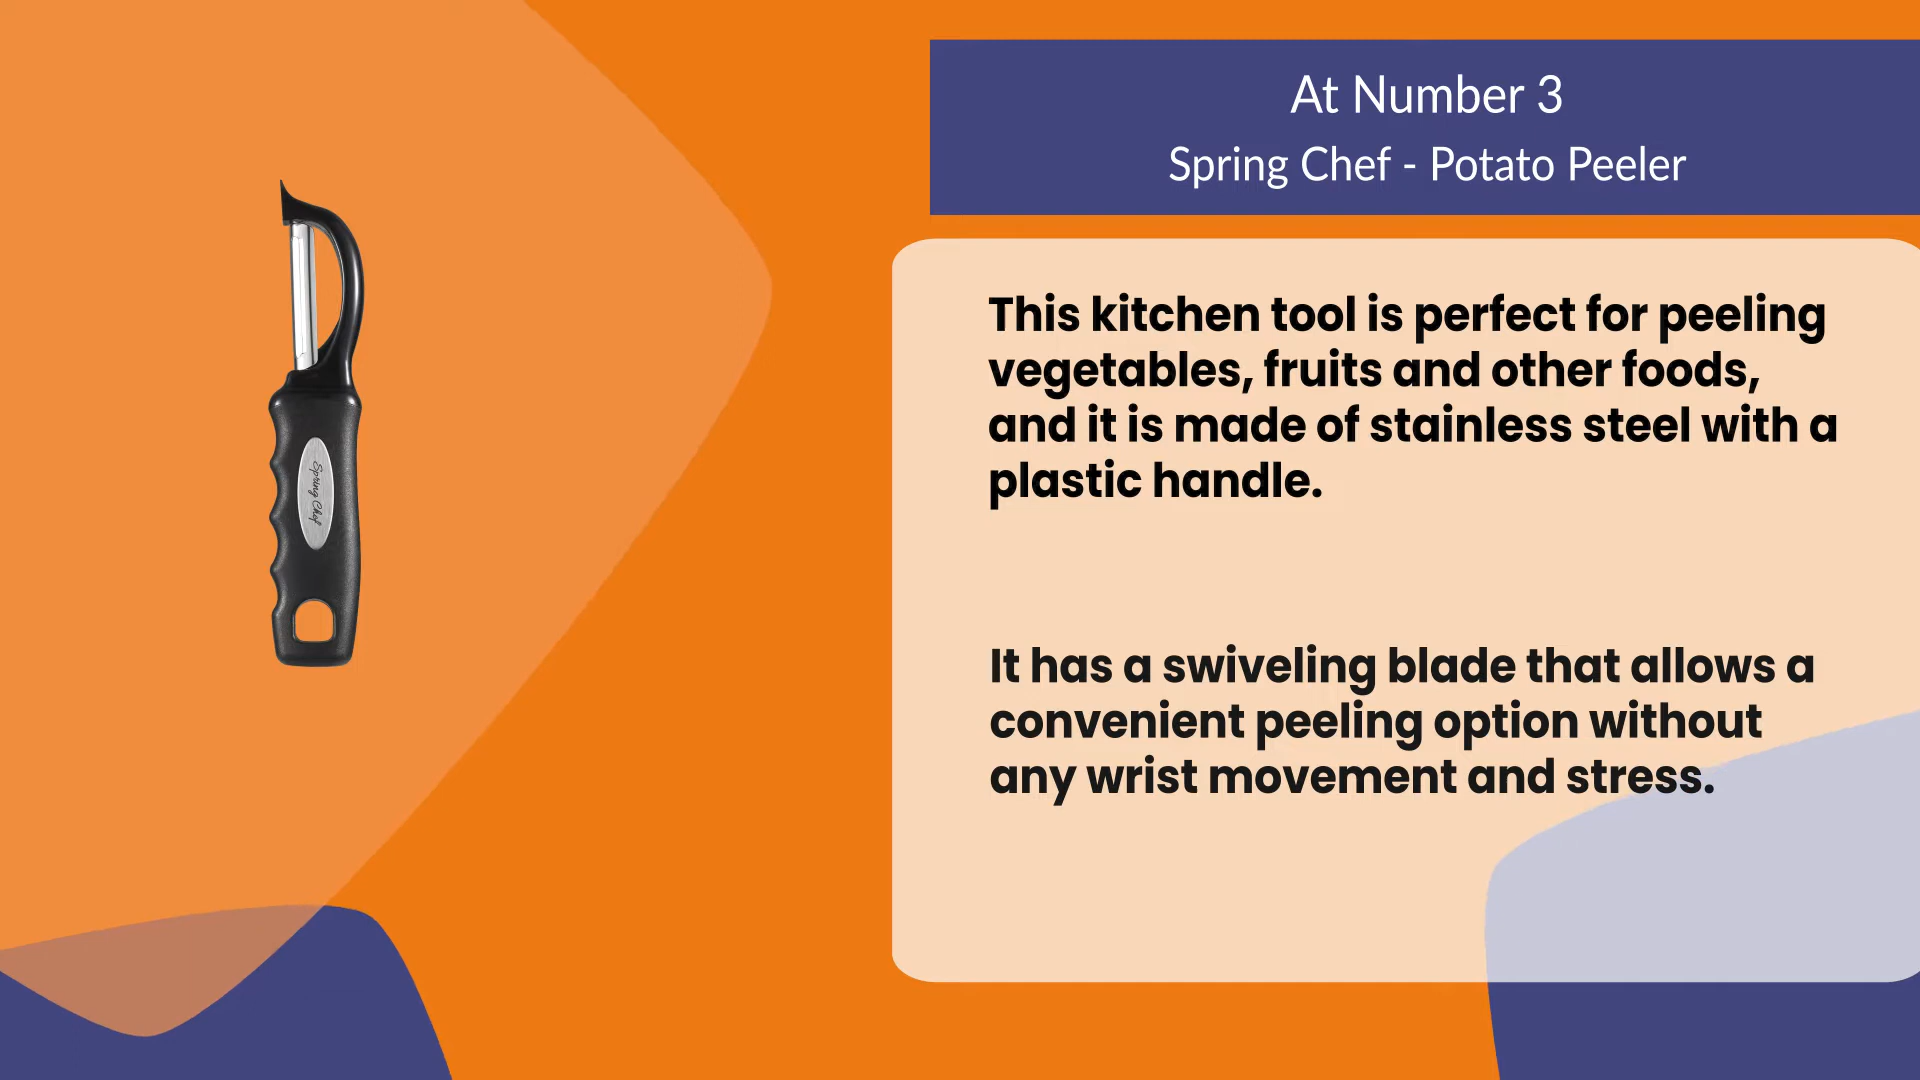 At Number 3
Spring Chef - Potato Peeler
This kitchen tool is perfect for peeling
vegetables, fruits and other foods,
and it is made of stainless steel with a
plastic handle.
It has a swiveling blade that allows a
convenient peeling option without
any wrist movement and stress.
Spring Chef